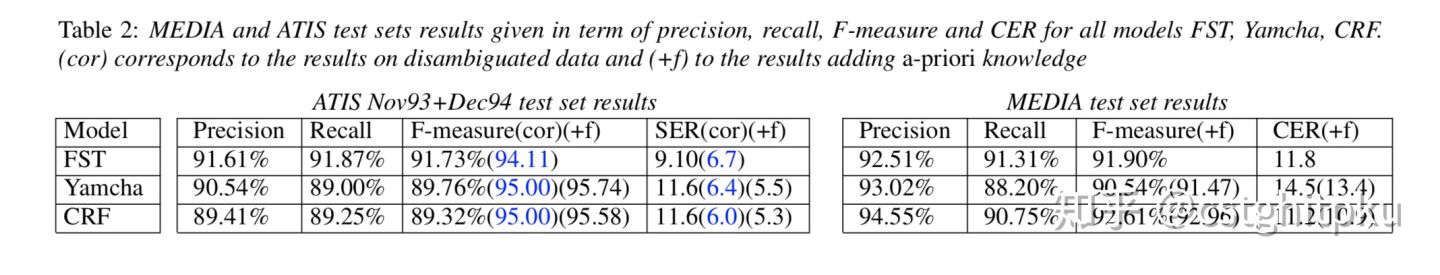 Table 2: MEDIA and ATIS test sets results given in term of precision, recall, F-measure and CER for all models FST, Yamcha, CRF.
(cor) corresponds to the results on disambiguated data and (+f) to the results adding a-priori knowledge
ATIS Nov93+Dec94 test set results MEDIA test set results
Model Precision Recall F-measure(cor)(+f) SER(cor)(+f) Precision Recall F-measure(+f) CER(+f)
FST 91.61% 91.87% 91.73%(94.11) 9.10(6.7) 92.51% 91.31% 91.90% 11.8
Yamcha 90.54% 89.00% 89.76%(95.00)(95.74) 11.6(6.4)(5.5) 93.02% 88.20% 90.54%(91.47) 14.5(13.4)
CRF 89.41% 89.25% 89.32%(95.00)(95.58) 11.6(6.0)(5.3) 94.55% 90.75% 92.61%(92.96)
知乎 @cstghitpku